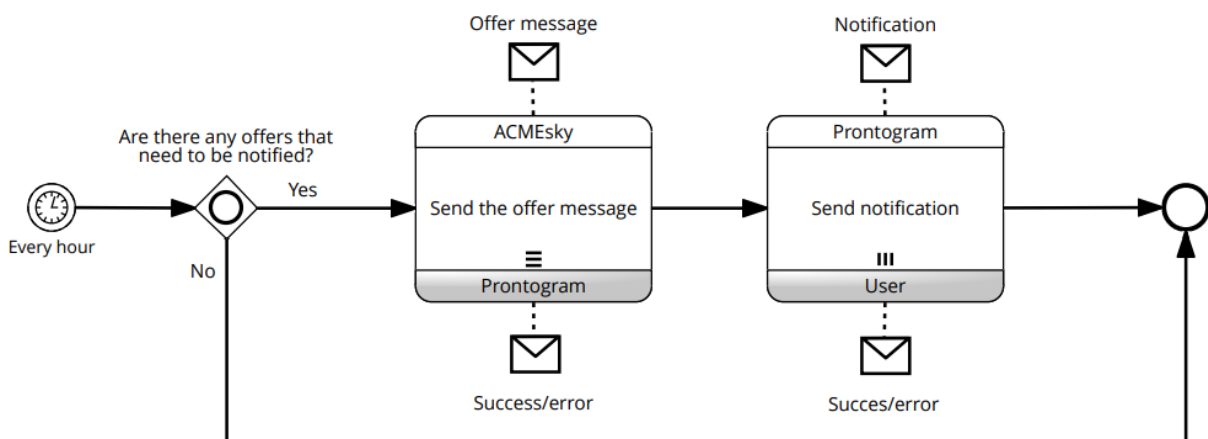 Offer message
Notification
Are there any offers that
need to be notified?
ACMEsky
Prontogram
Yes
Send the offer message
Send notification
Every hour
No
Prontogram
User
Success/error
Succes/error